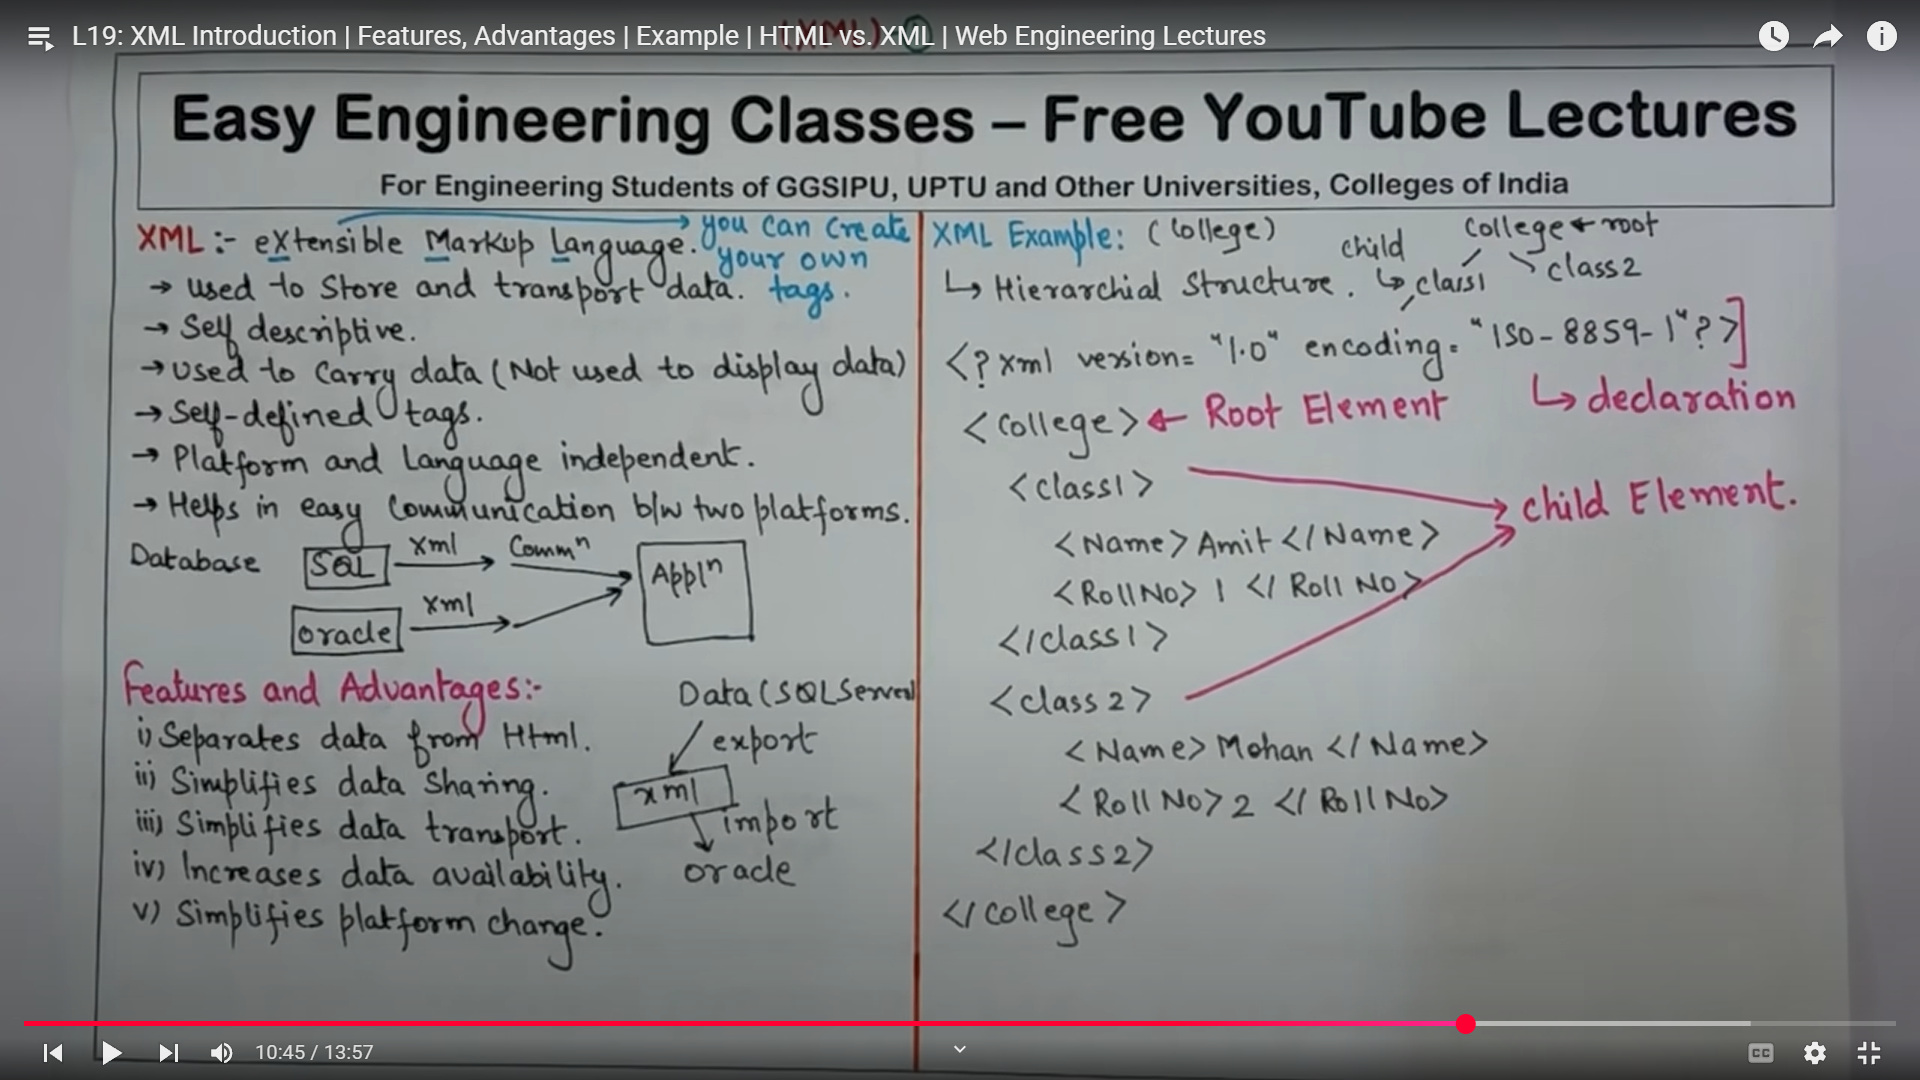 L19: XML Introduction | Features, Advantages | Example | HTML vs. XML | Web Engineering Lectures
Easy Engineering Classes – Free YouTube Lectures
For Engineering Students of GGSIPU, UPTU and Other Universities, Colleges of India
XML :- eXtensible Markup Language.
you can create
your own
tags.
→ used to store and transport data.
→ Self descriptive.
→ used to carry data (Not used to display data)
→ Self-defined tags.
→ Platform and Language independent.
→ Helps in easy Communication b/w two platforms.
Database
SQL
xml
Commⁿ
Applⁿ
oracle
xml
Features and Advantages:-
i) Separates data from Html.
ii) Simplifies data sharing.
iii) Simplifies data transport.
iv) Increases data availability.
v) Simplifies platform change.
Data (SQL Server)
export
xml
import
oracle
XML Example: (College)
College ← root
child
↳ class1
class2
↳ Hierarchial Structure.
<?xml version= "1.0" encoding= "ISO-8859-1"?>]
↳ declaration
<college> ← Root Element
<class1>
child Element.
<Name> Amit </Name>
<RollNo> 1 </Roll No>
</class1>
<class2>
<Name> Mohan </Name>
<RollNo> 2 </RollNo>
</class2>
</college>
10:45 / 13:57
CC